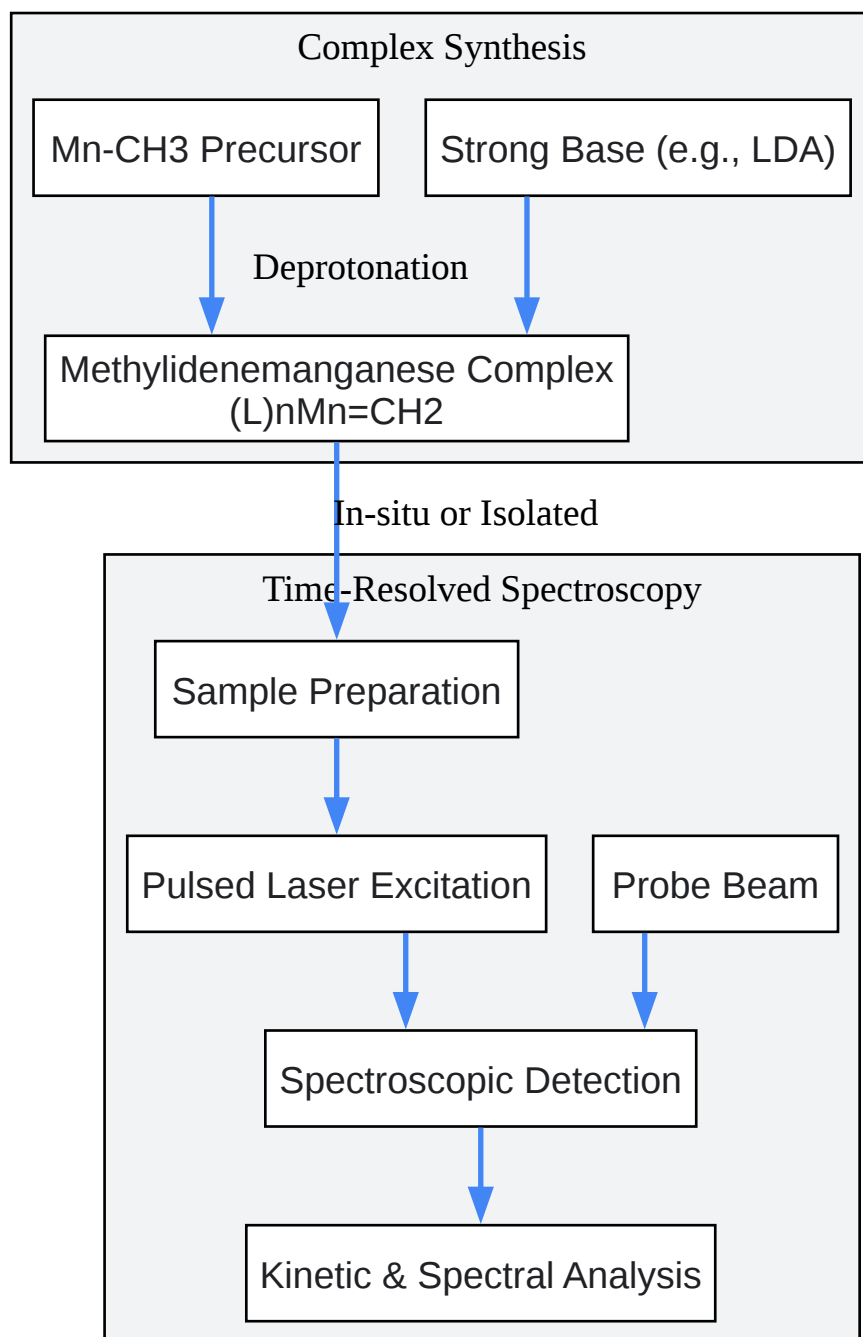 Complex Synthesis
Mn-CH3 Precursor
Strong Base (e.g., LDA)
Deprotonation
Methylidenemanganese Complex
(L)nMn=CH2
In-situ or Isolated
Time-Resolved Spectroscopy
Sample Preparation
Pulsed Laser Excitation
Probe Beam
Spectroscopic Detection
Kinetic & Spectral Analysis